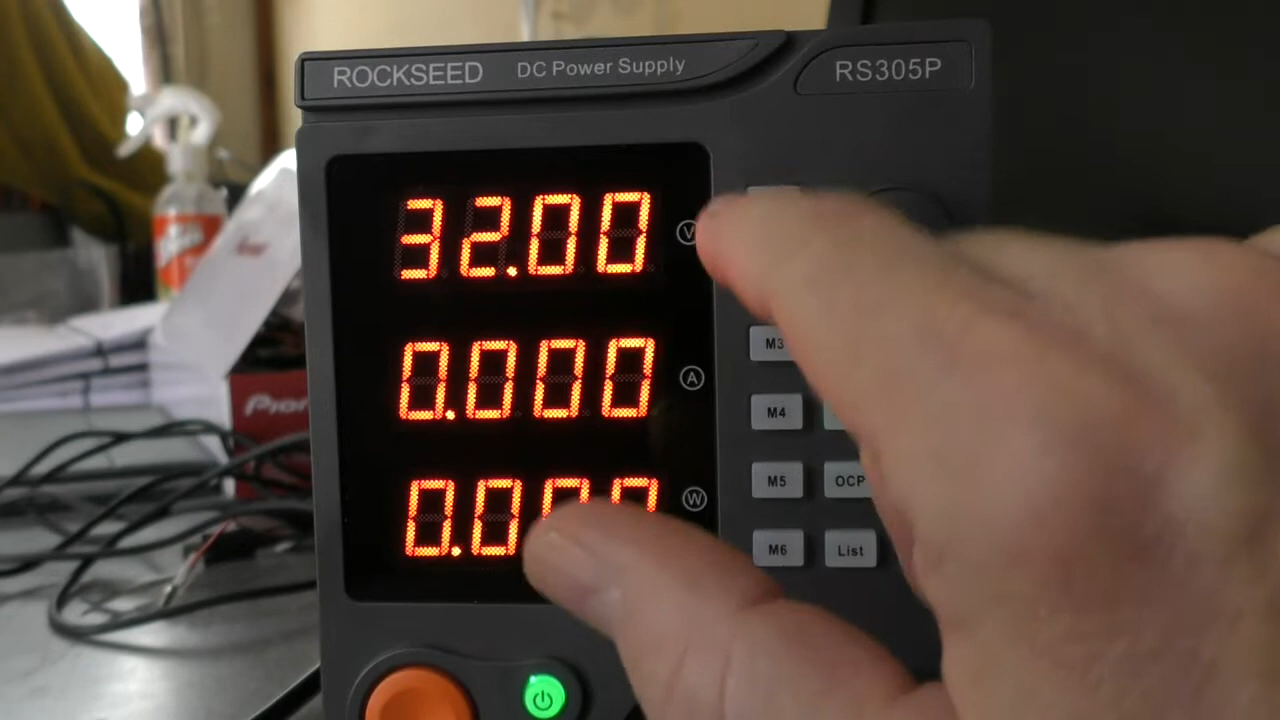 ROCKSEED DC Power Supply RS305P
32.00 V
0.000 A
0.0 W
M3
M4
M5 OCP
M6 List